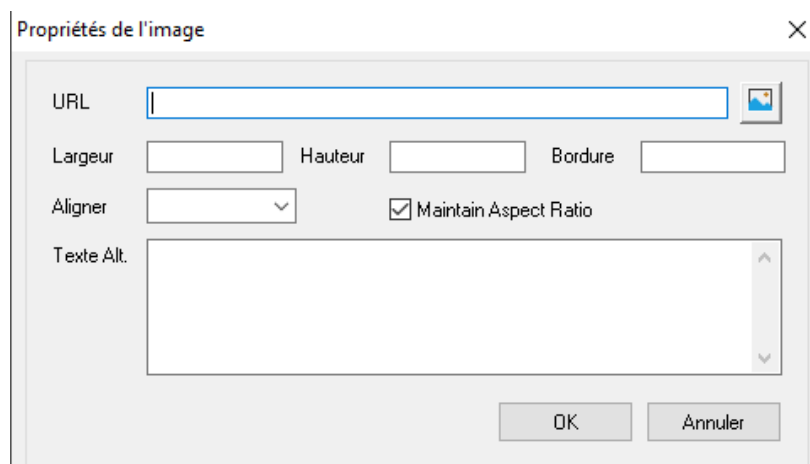 Propriétés de l'image
URL
Largeur Hauteur Bordure
Aligner Maintain Aspect Ratio
Texte Alt.
OK Annuler